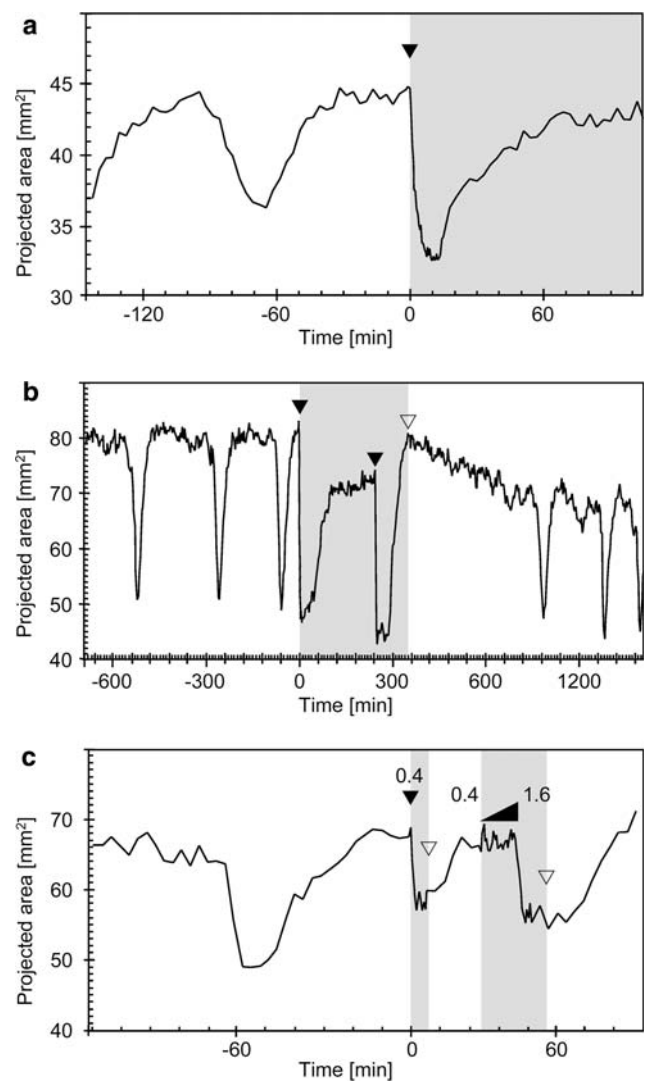 a
Projected area [mm²]
45
40
35
30
-120 -60 0 60
Time [min]
b
Projected area [mm²]
80
70
60
50
40
-600 -300 0 300 600 1200
Time [min]
c
0.4 0.4 1.6
Projected area [mm²]
70
60
50
40
-60 0 60
Time [min]